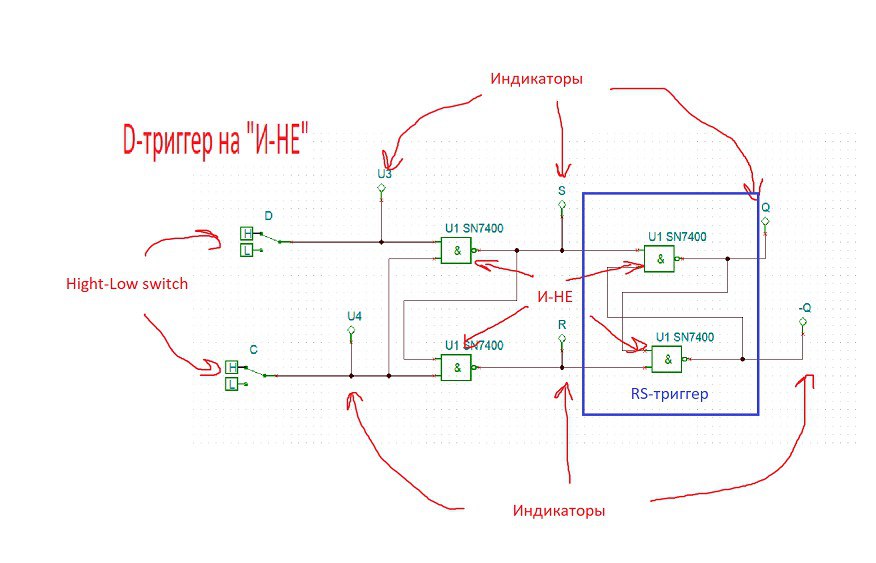 Индикаторы
D-триггер на "И-НЕ"
U3
S
Q
D
U1 SN7400
U1 SN7400
H
L
&
&
Hight-Low switch
И-НЕ
U4
R
-Q
C
U1 SN7400
U1 SN7400
H
L
&
&
RS-триггер
Индикаторы